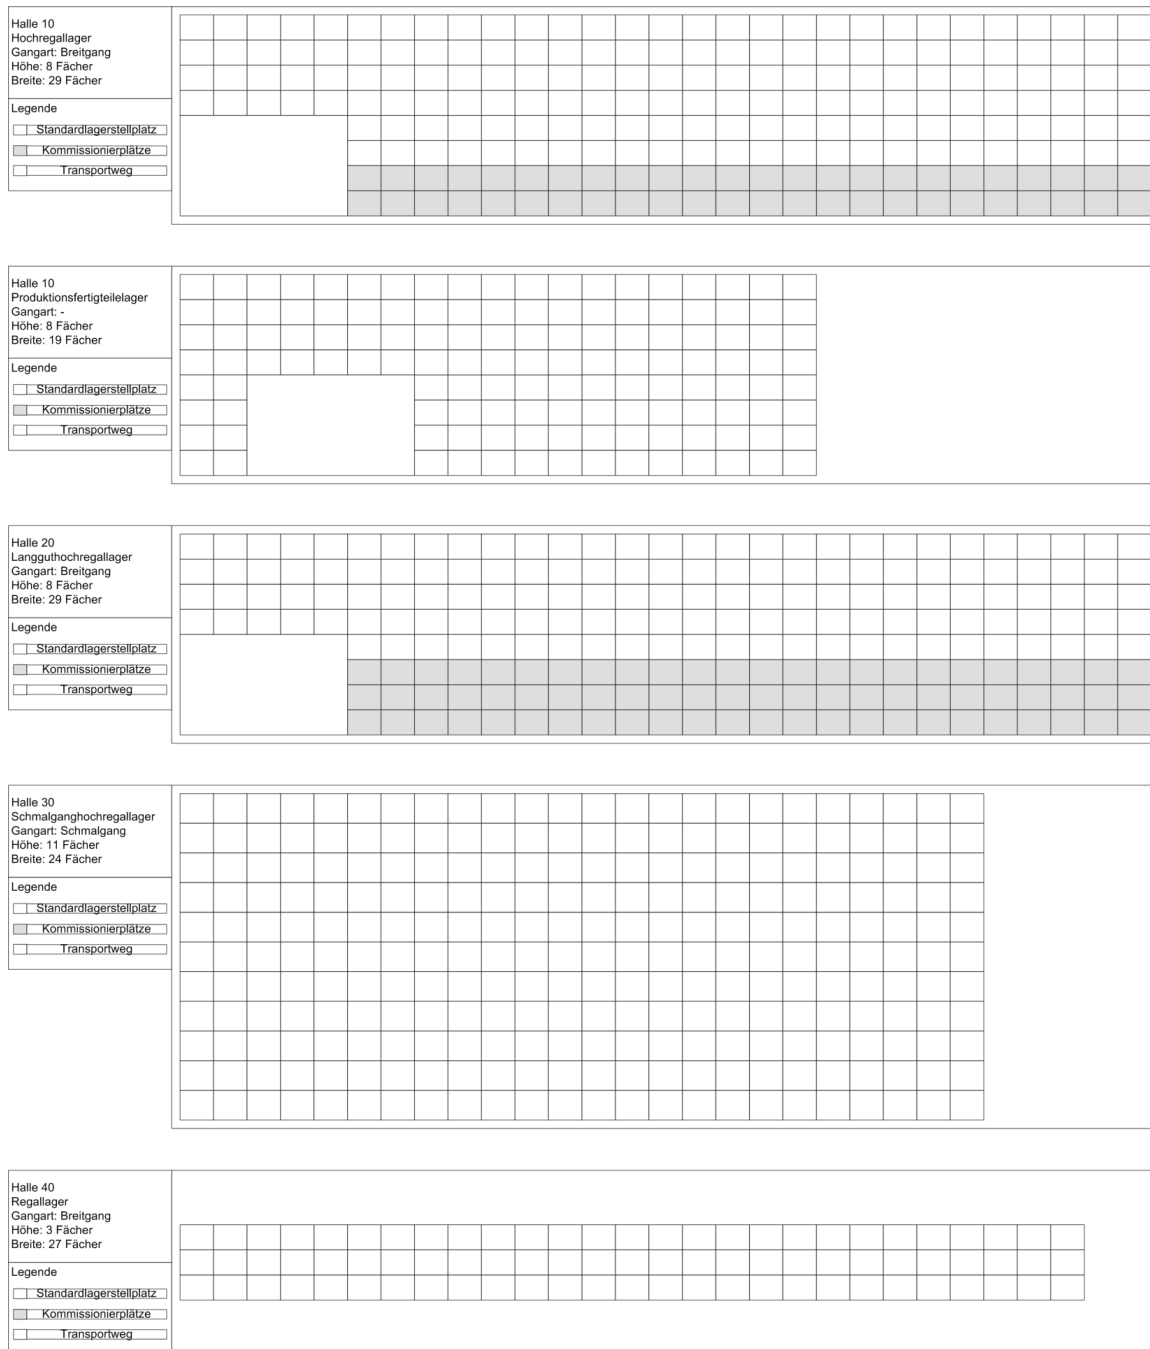 Halle 10
Hochregallager
Gangart: Breitgang
Höhe: 8 Fächer
Breite: 29 Fächer
Legende
Standardlagerstellplatz
Kommissionierplätze
Transportweg
Halle 10
Produktionsfertigteilelager
Gangart: -
Höhe: 8 Fächer
Breite: 19 Fächer
Legende
Standardlagerstellplatz
Kommissionierplätze
Transportweg
Halle 20
Langguthochregallager
Gangart: Breitgang
Höhe: 8 Fächer
Breite: 29 Fächer
Legende
Standardlagerstellplatz
Kommissionierplätze
Transportweg
Halle 30
Schmalganghochregallager
Gangart: Schmalgang
Höhe: 11 Fächer
Breite: 24 Fächer
Legende
Standardlagerstellplatz
Kommissionierplätze
Transportweg
Halle 40
Regallager
Gangart: Breitgang
Höhe: 3 Fächer
Breite: 27 Fächer
Legende
Standardlagerstellplatz
Kommissionierplätze
Transportweg